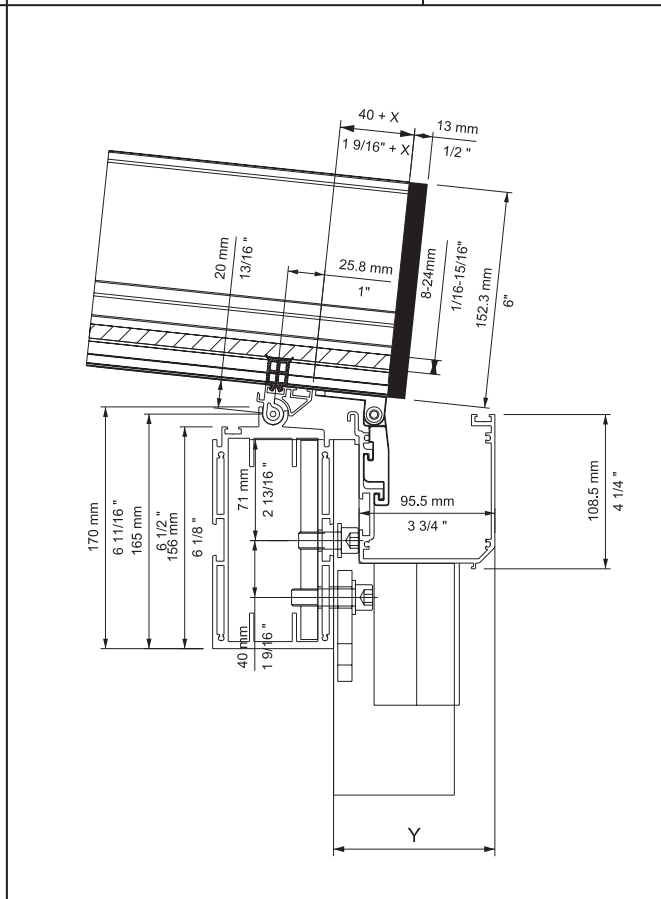 40 + X
1 9/16" + X
13 mm
1/2 "
20 mm
13/16 "
25.8 mm
1"
8-24mm
1/16-15/16"
152.3 mm
6"
170 mm
6 11/16 "
165 mm
6 1/2 "
156 mm
6 1/8 "
71 mm
2 13/16 "
95.5 mm
3 3/4 "
108.5 mm
4 1/4 "
40 mm
1 9/16 "
Y